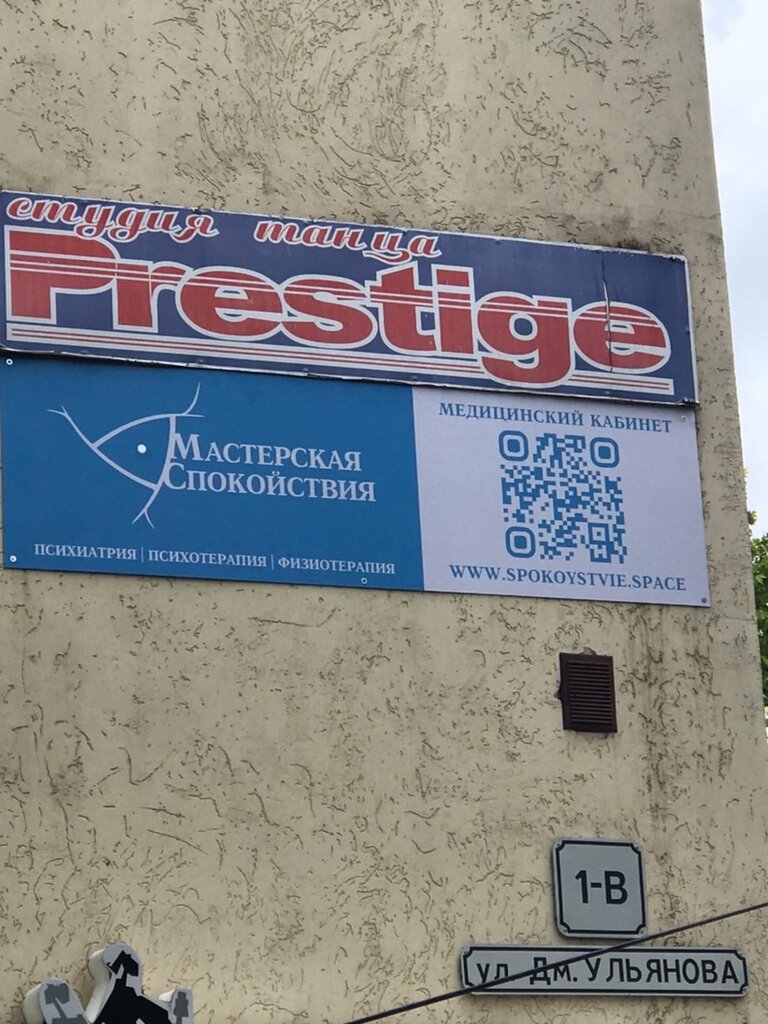 студия танца
Prestige
МАСТЕРСКАЯ
СПОКОЙСТВИЯ
ПСИХИАТРИЯ | ПСИХОТЕРАПИЯ | ФИЗИОТЕРАПИЯ
МЕДИЦИНСКИЙ КАБИНЕТ
WWW.SPOKOYSTVIE.SPACE
1-В
ул. Дм. УЛЬЯНОВА